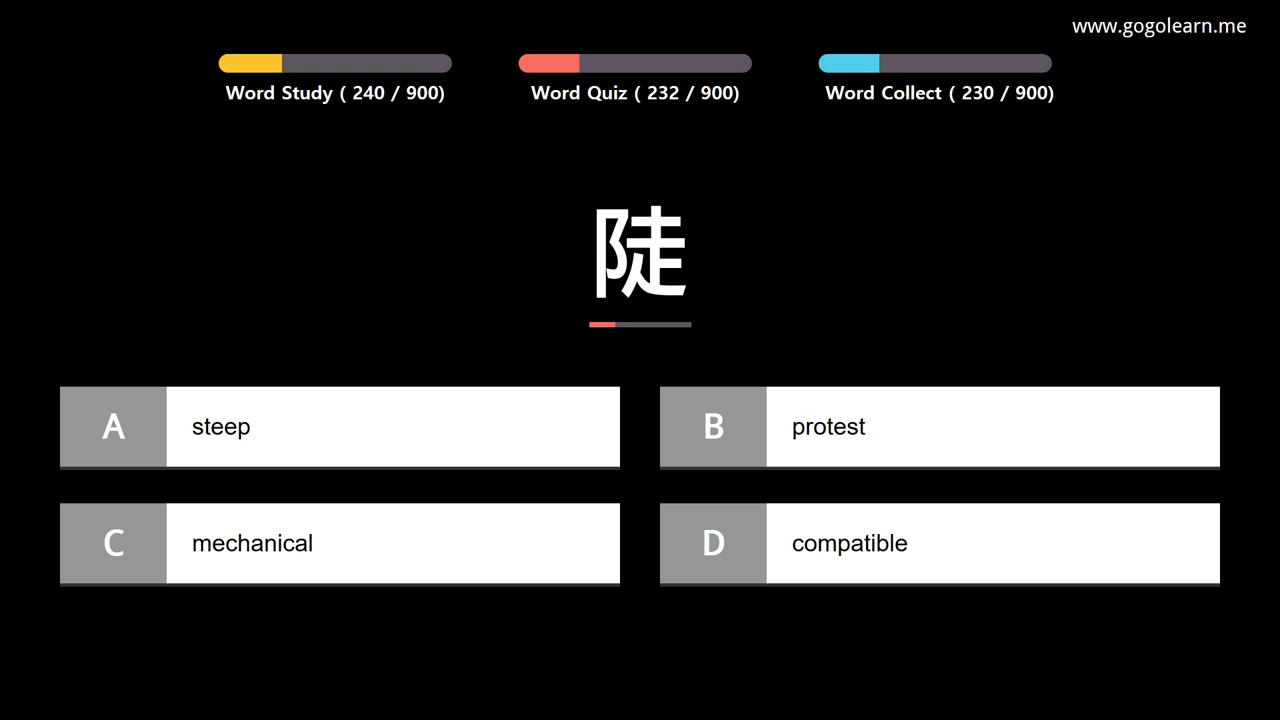 www.gogolearn.me
Word Study ( 240 / 900)
Word Quiz ( 232 / 900)
Word Collect ( 230 / 900)
陡
A steep
B protest
C mechanical
D compatible